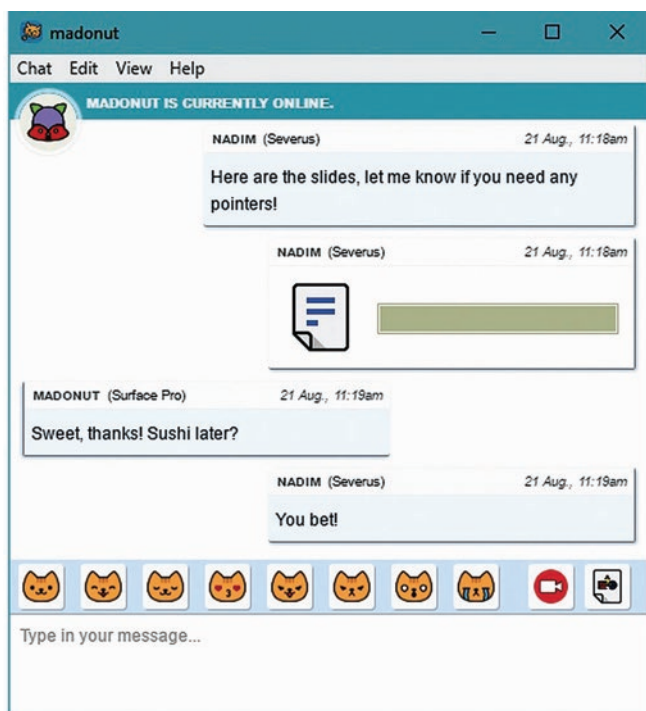 madonut
Chat Edit View Help
MADONUT IS CURRENTLY ONLINE.
NADIM (Severus) 21 Aug., 11:18am
Here are the slides, let me know if you need any
pointers!
NADIM (Severus) 21 Aug., 11:18am
MADONUT (Surface Pro) 21 Aug., 11:19am
Sweet, thanks! Sushi later?
NADIM (Severus) 21 Aug., 11:19am
You bet!
Type in your message...